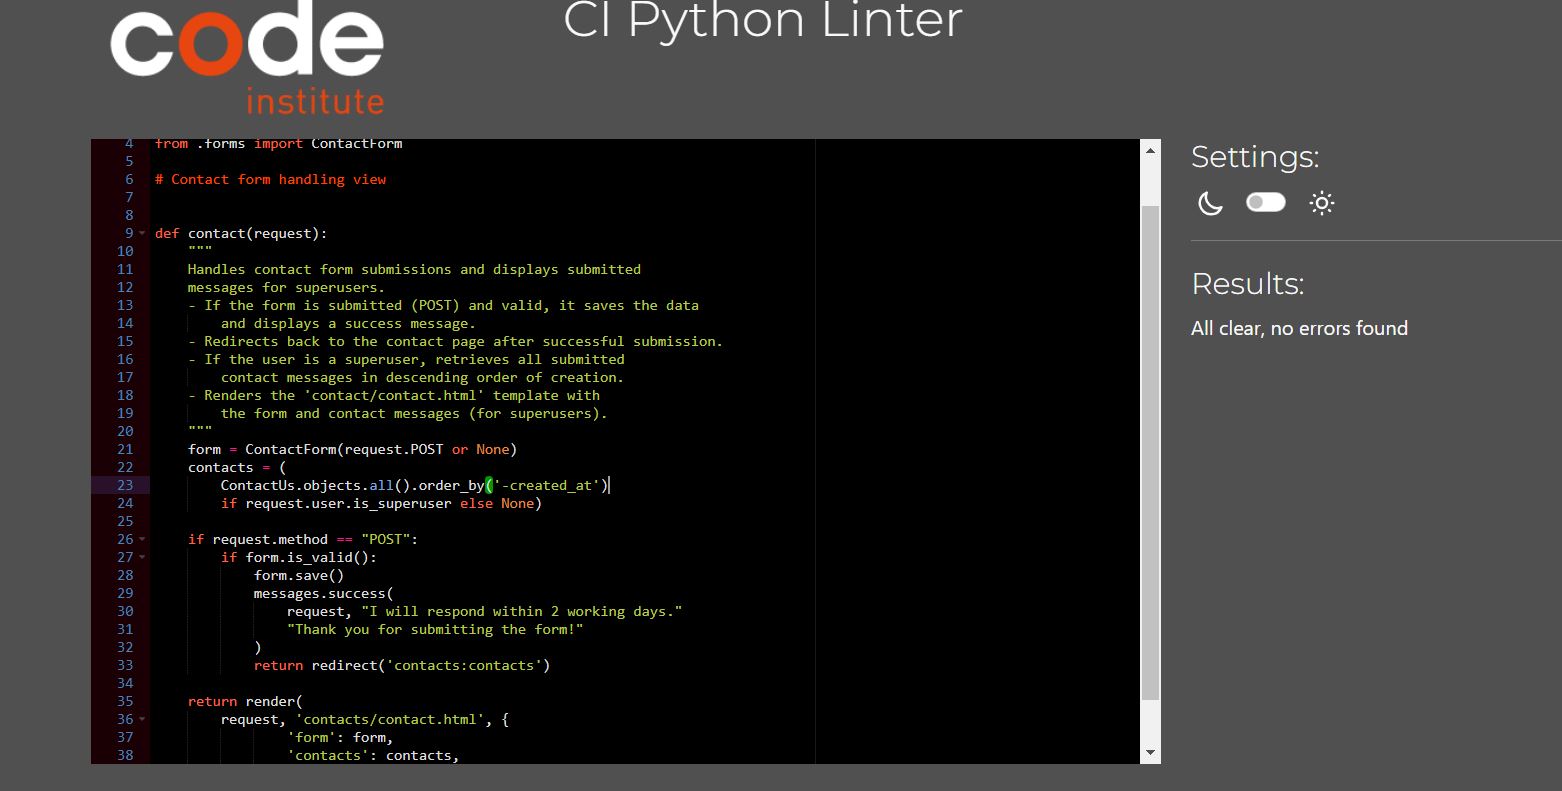 code
institute
CI Python Linter
4 from .forms import ContactForm
5
6 # Contact form handling view
7
8
9 def contact(request):
10     """
11     Handles contact form submissions and displays submitted
12     messages for superusers.
13     - If the form is submitted (POST) and valid, it saves the data
14         and displays a success message.
15     - Redirects back to the contact page after successful submission.
16     - If the user is a superuser, retrieves all submitted
17         contact messages in descending order of creation.
18     - Renders the 'contact/contact.html' template with
19         the form and contact messages (for superusers).
20     """
21     form = ContactForm(request.POST or None)
22     contacts = (
23         ContactUs.objects.all().order_by('-created_at')
24         if request.user.is_superuser else None)
25
26     if request.method == "POST":
27         if form.is_valid():
28             form.save()
29             messages.success(
30                 request, "I will respond within 2 working days."
31                 "Thank you for submitting the form!"
32             )
33             return redirect('contacts:contacts')
34
35     return render(
36         request, 'contacts/contact.html', {
37                 'form': form,
38                 'contacts': contacts,
Settings:
Results:
All clear, no errors found